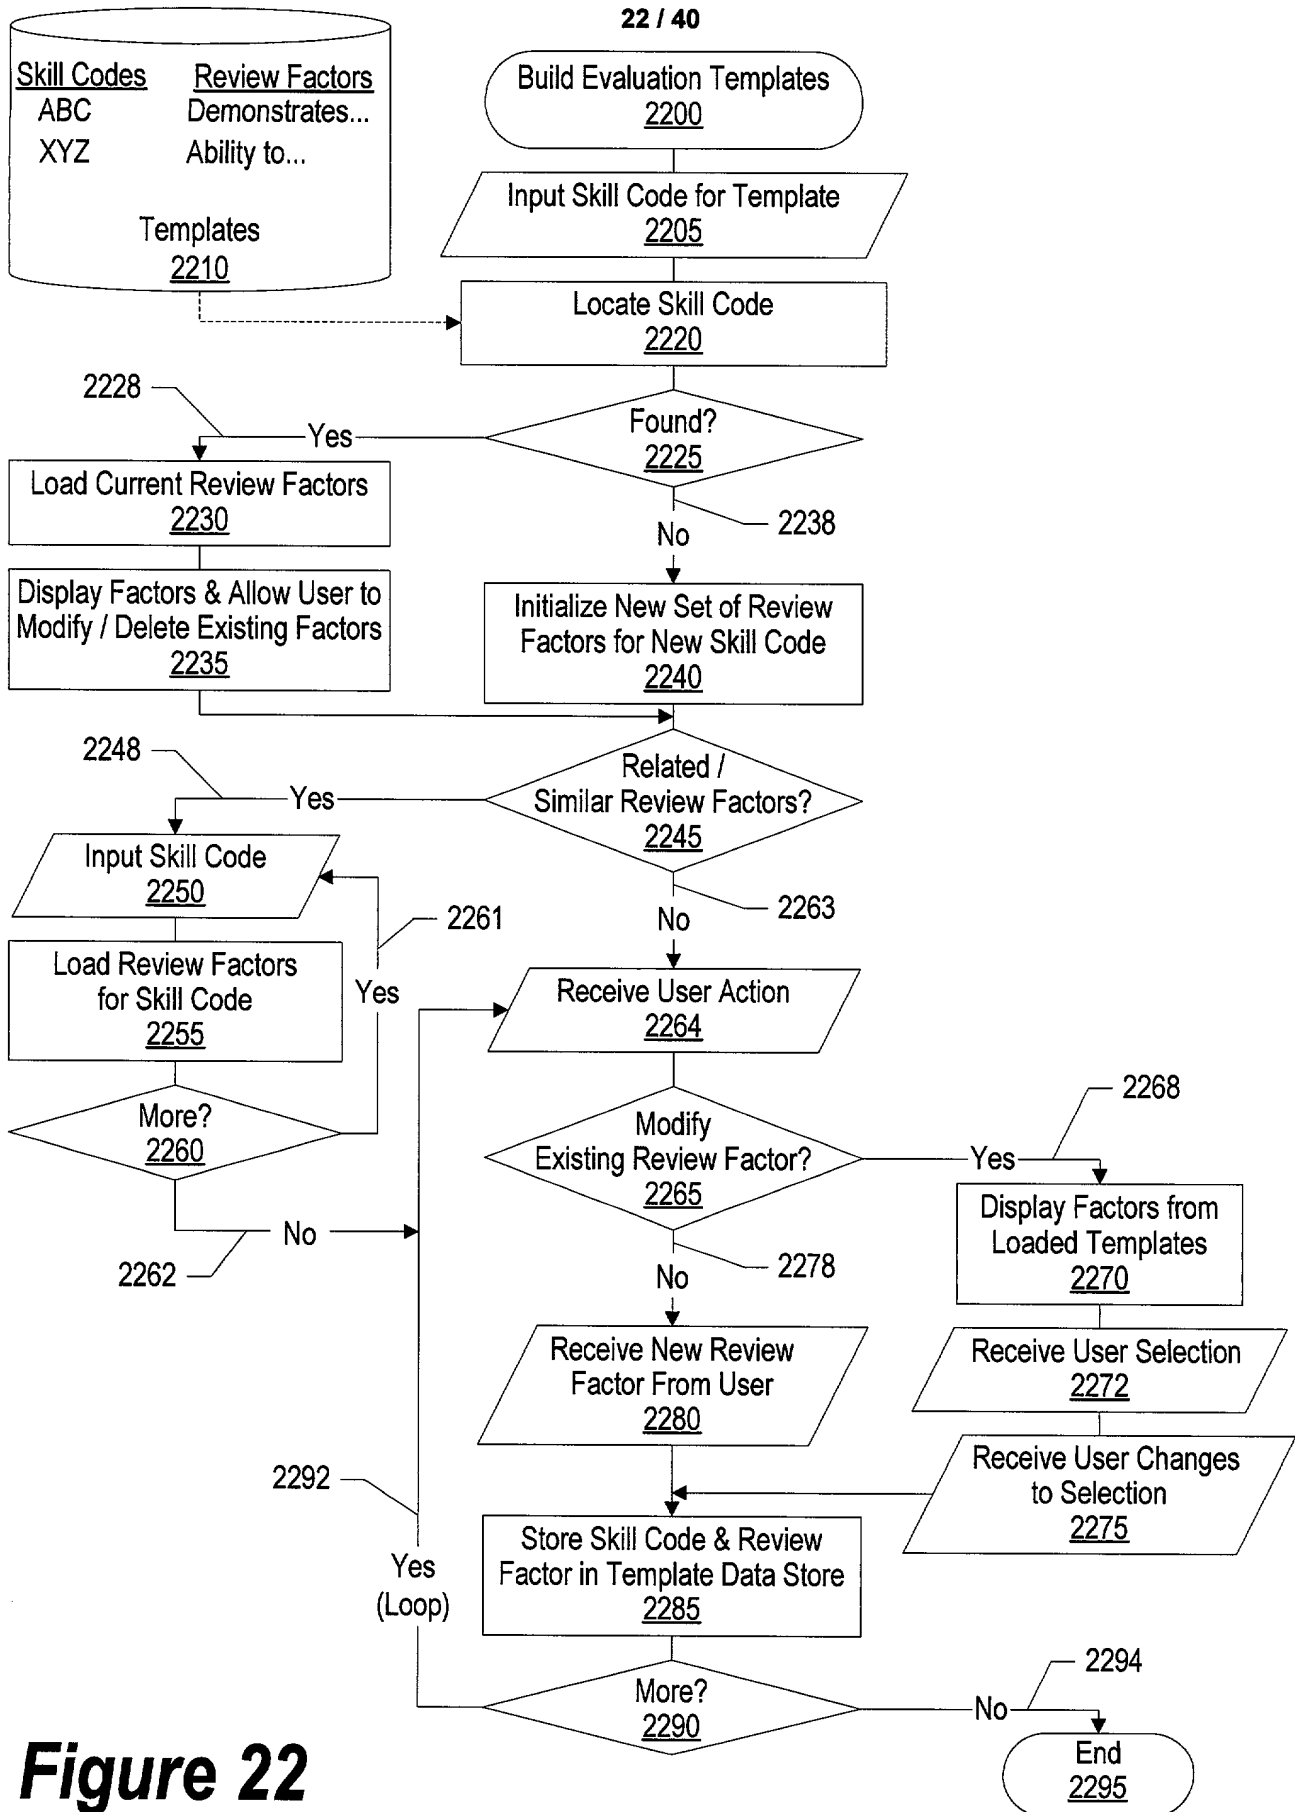 22 / 40
Skill Codes Review Factors
ABC Demonstrates...
XYZ Ability to...
Templates
2210
Build Evaluation Templates
2200
Input Skill Code for Template
2205
Locate Skill Code
2220
Found?
2225
2228
Yes
Load Current Review Factors
2230
2238
No
Display Factors & Allow User to
Modify / Delete Existing Factors
2235
Initialize New Set of Review
Factors for New Skill Code
2240
Related /
Similar Review Factors?
2245
2248
Yes
Input Skill Code
2250
Load Review Factors
for Skill Code
2255
More?
2260
2261
Yes
No
2262
2263
No
Receive User Action
2264
Modify
Existing Review Factor?
2265
2268
Yes
Display Factors from
Loaded Templates
2270
Receive User Selection
2272
Receive User Changes
to Selection
2275
2278
No
Receive New Review
Factor From User
2280
Store Skill Code & Review
Factor in Template Data Store
2285
More?
2290
2292
Yes
(Loop)
2294
No
End
2295
Figure 22